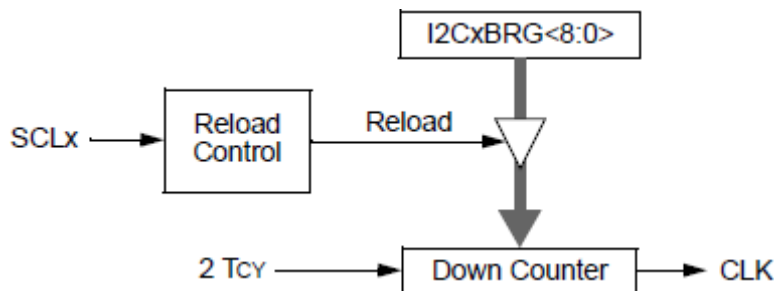 I2CxBRG<8:0>
SCLx
Reload
Control
Reload
2 TCY
Down Counter
CLK